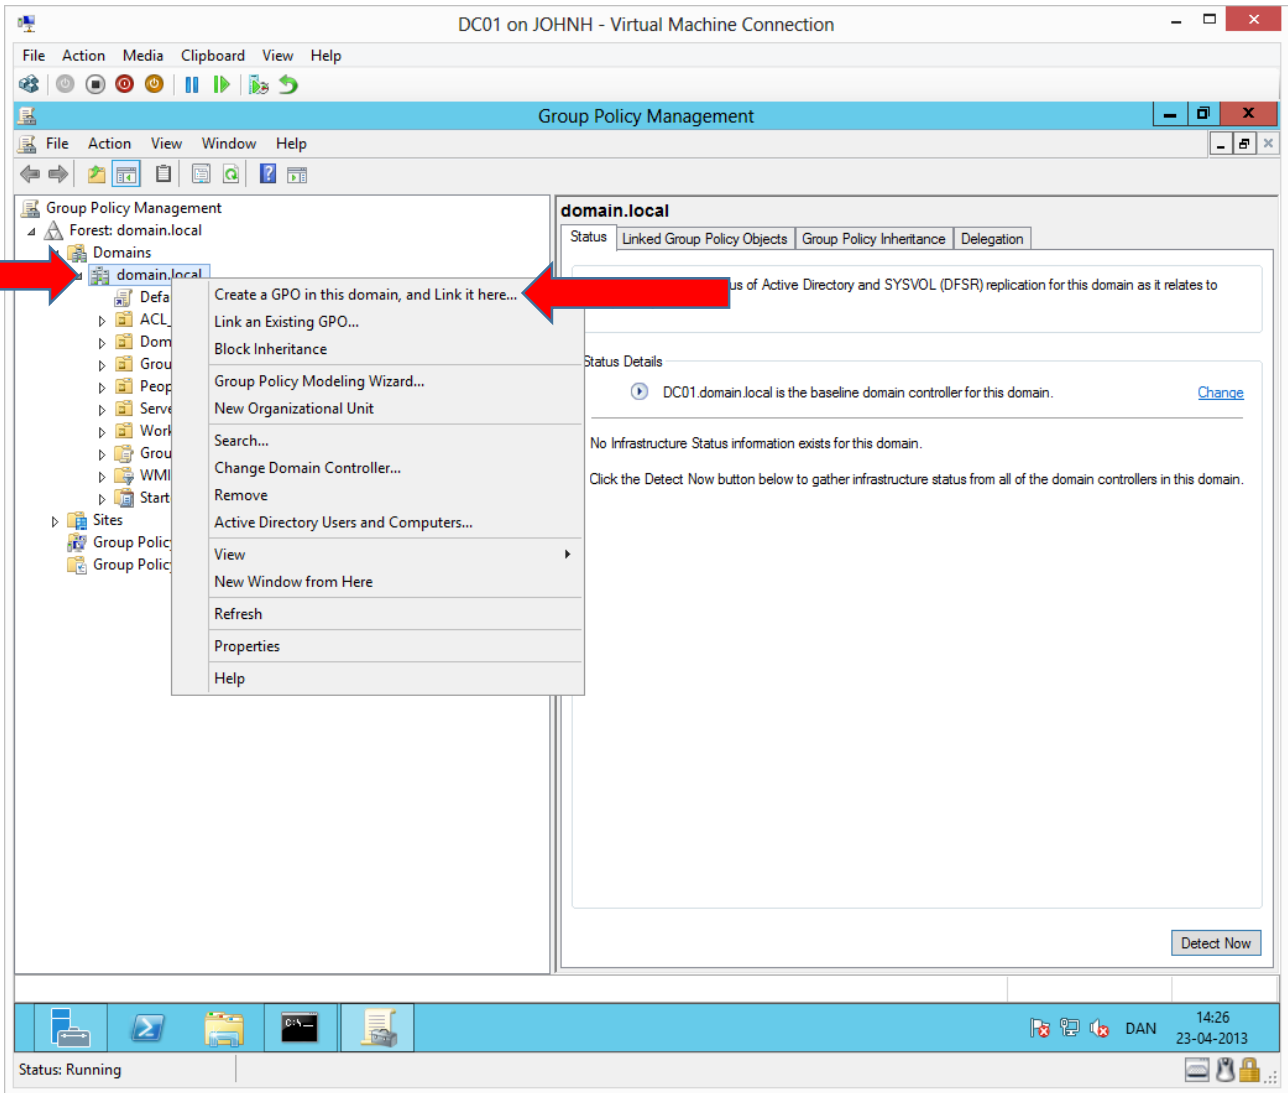 DC01 on JOHNH - Virtual Machine Connection
File Action Media Clipboard View Help
Group Policy Management
File Action View Window Help
Group Policy Management
Forest: domain.local
Domains
domain.local
Defa
ACL_
Dom
Grou
Peop
Serve
Work
Grou
WMI
Start
Sites
Group Polic
Group Polic
Create a GPO in this domain, and Link it here...
Link an Existing GPO...
Block Inheritance
Group Policy Modeling Wizard...
New Organizational Unit
Search...
Change Domain Controller...
Remove
Active Directory Users and Computers...
View
New Window from Here
Refresh
Properties
Help
domain.local
Status Linked Group Policy Objects Group Policy Inheritance Delegation
of Active Directory and SYSVOL (DFSR) replication for this domain as it relates to
Status Details
DC01.domain.local is the baseline domain controller for this domain. Change
No Infrastructure Status information exists for this domain.
Click the Detect Now button below to gather infrastructure status from all of the domain controllers in this domain.
Detect Now
C:\_
DAN
14:26
23-04-2013
Status: Running